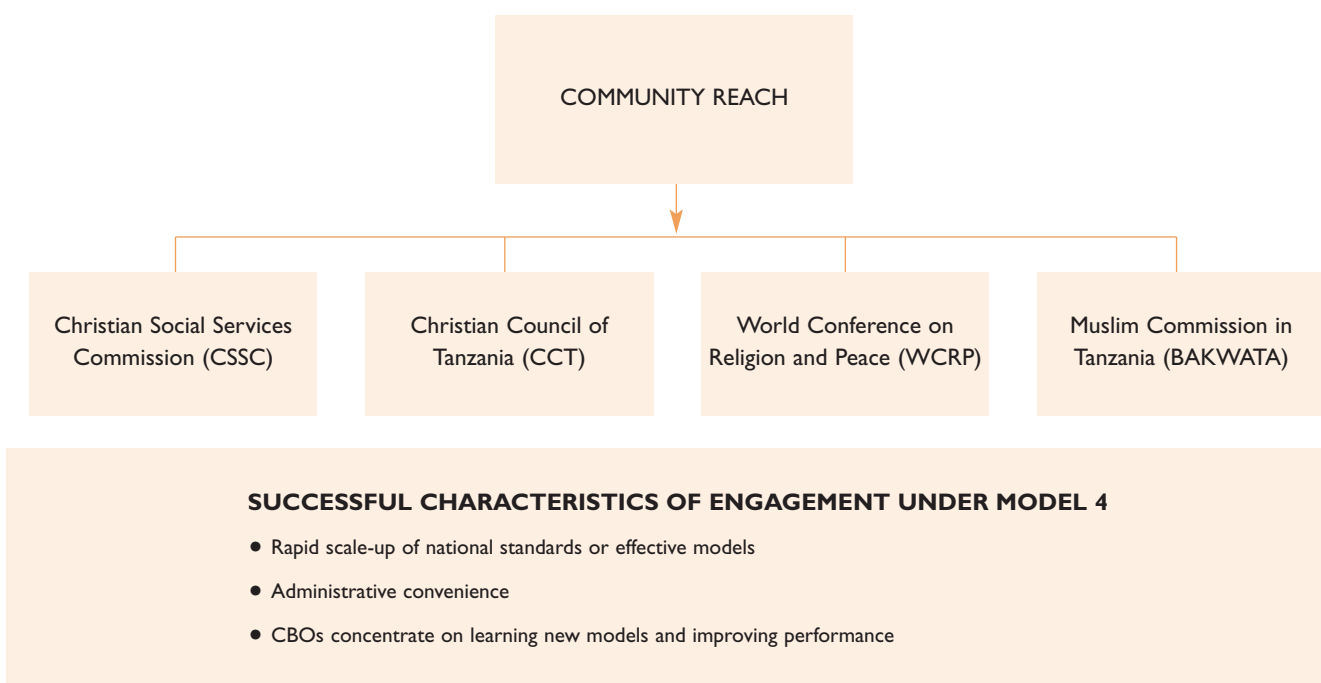 COMMUNITY REACH
Christian Social Services
Commission (CSSC)
Christian Council of
Tanzania (CCT)
World Conference on
Religion and Peace (WCRP)
Muslim Commission in
Tanzania (BAKWATA)
SUCCESSFUL CHARACTERISTICS OF ENGAGEMENT UNDER MODEL 4
• Rapid scale-up of national standards or effective models
• Administrative convenience
• CBOs concentrate on learning new models and improving performance